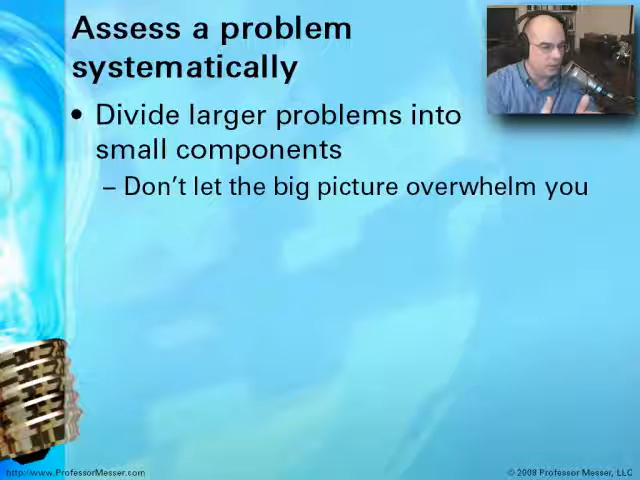 Assess a problem
systematically
• Divide larger problems into
small components
– Don't let the big picture overwhelm you
http://www.ProfessorMesser.com
© 2008 Professor Messer, LLC